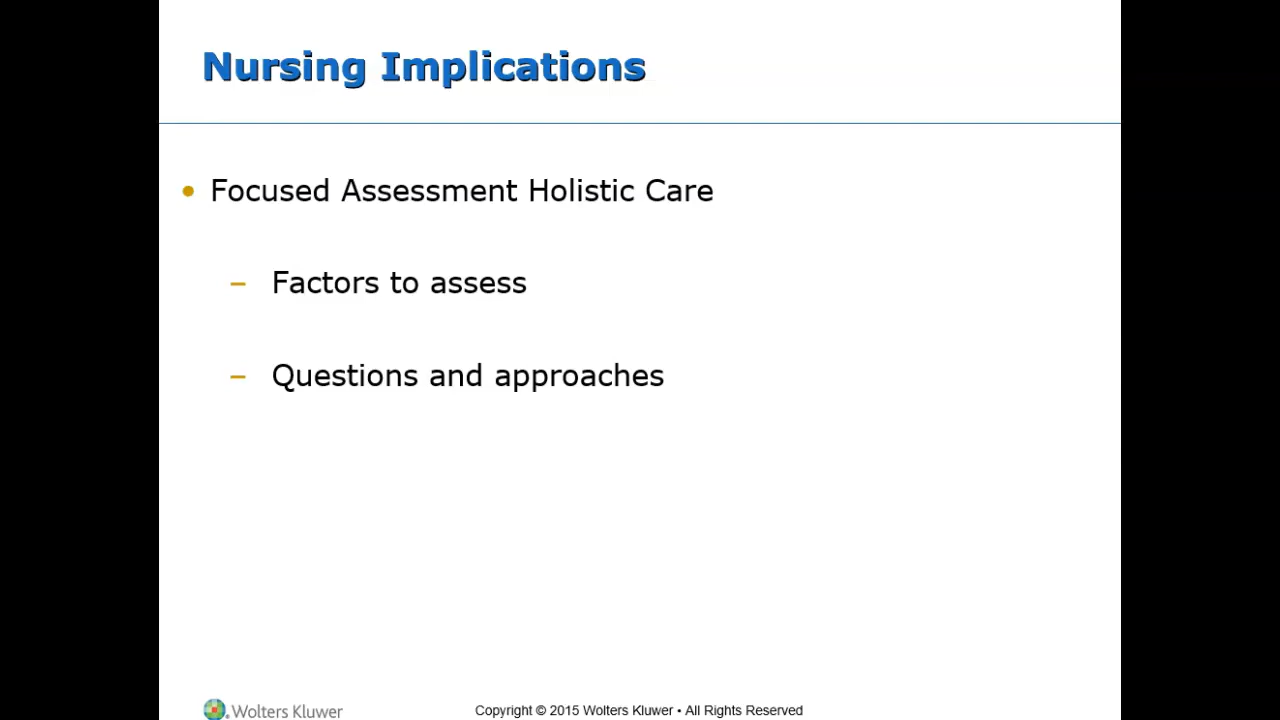 Nursing Implications
• Focused Assessment Holistic Care
– Factors to assess
– Questions and approaches
Wolters Kluwer
Copyright © 2015 Wolters Kluwer • All Rights Reserved